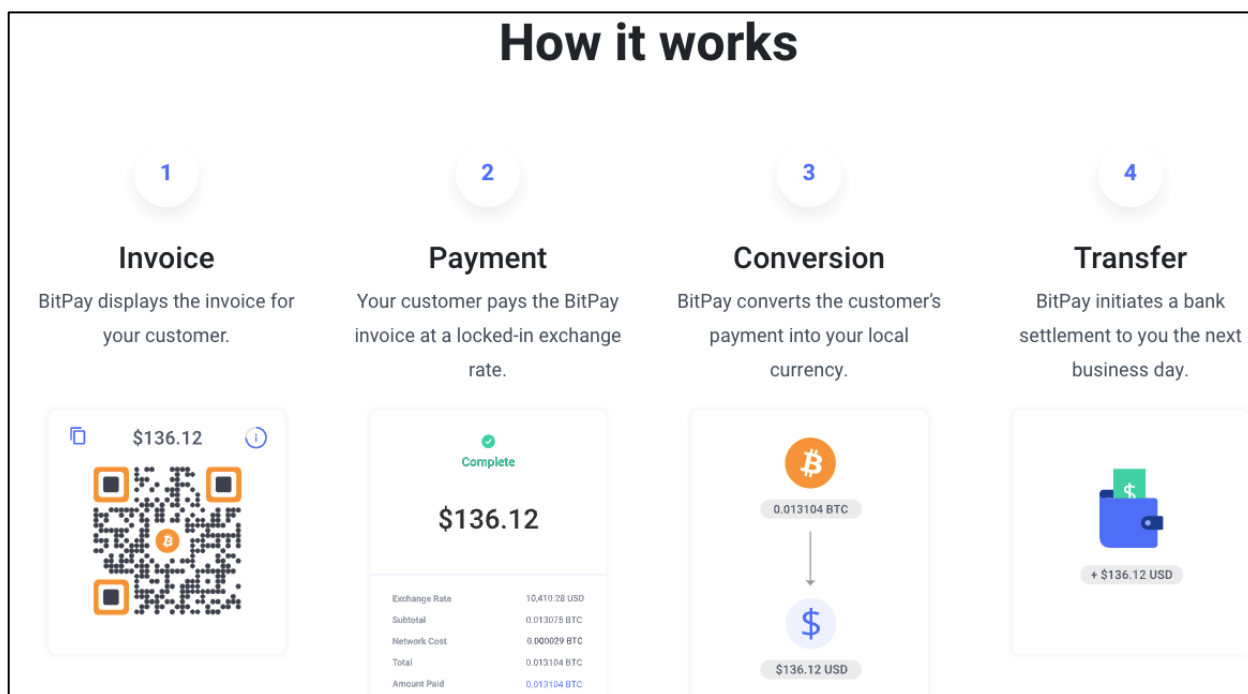 How it works
1
Invoice
BitPay displays the invoice for
your customer.
$136.12
2
Payment
Your customer pays the BitPay
invoice at a locked-in exchange
rate.
Complete
$136.12
Exchange Rate 10,410.28 USD
Subtotal 0.013075 BTC
Network Cost 0.000029 BTC
Total 0.013104 BTC
Amount Paid 0.013104 BTC
3
Conversion
BitPay converts the customer's
payment into your local
currency.
0.013104 BTC
$
$136.12 USD
4
Transfer
BitPay initiates a bank
settlement to you the next
business day.
$
+ $136.12 USD